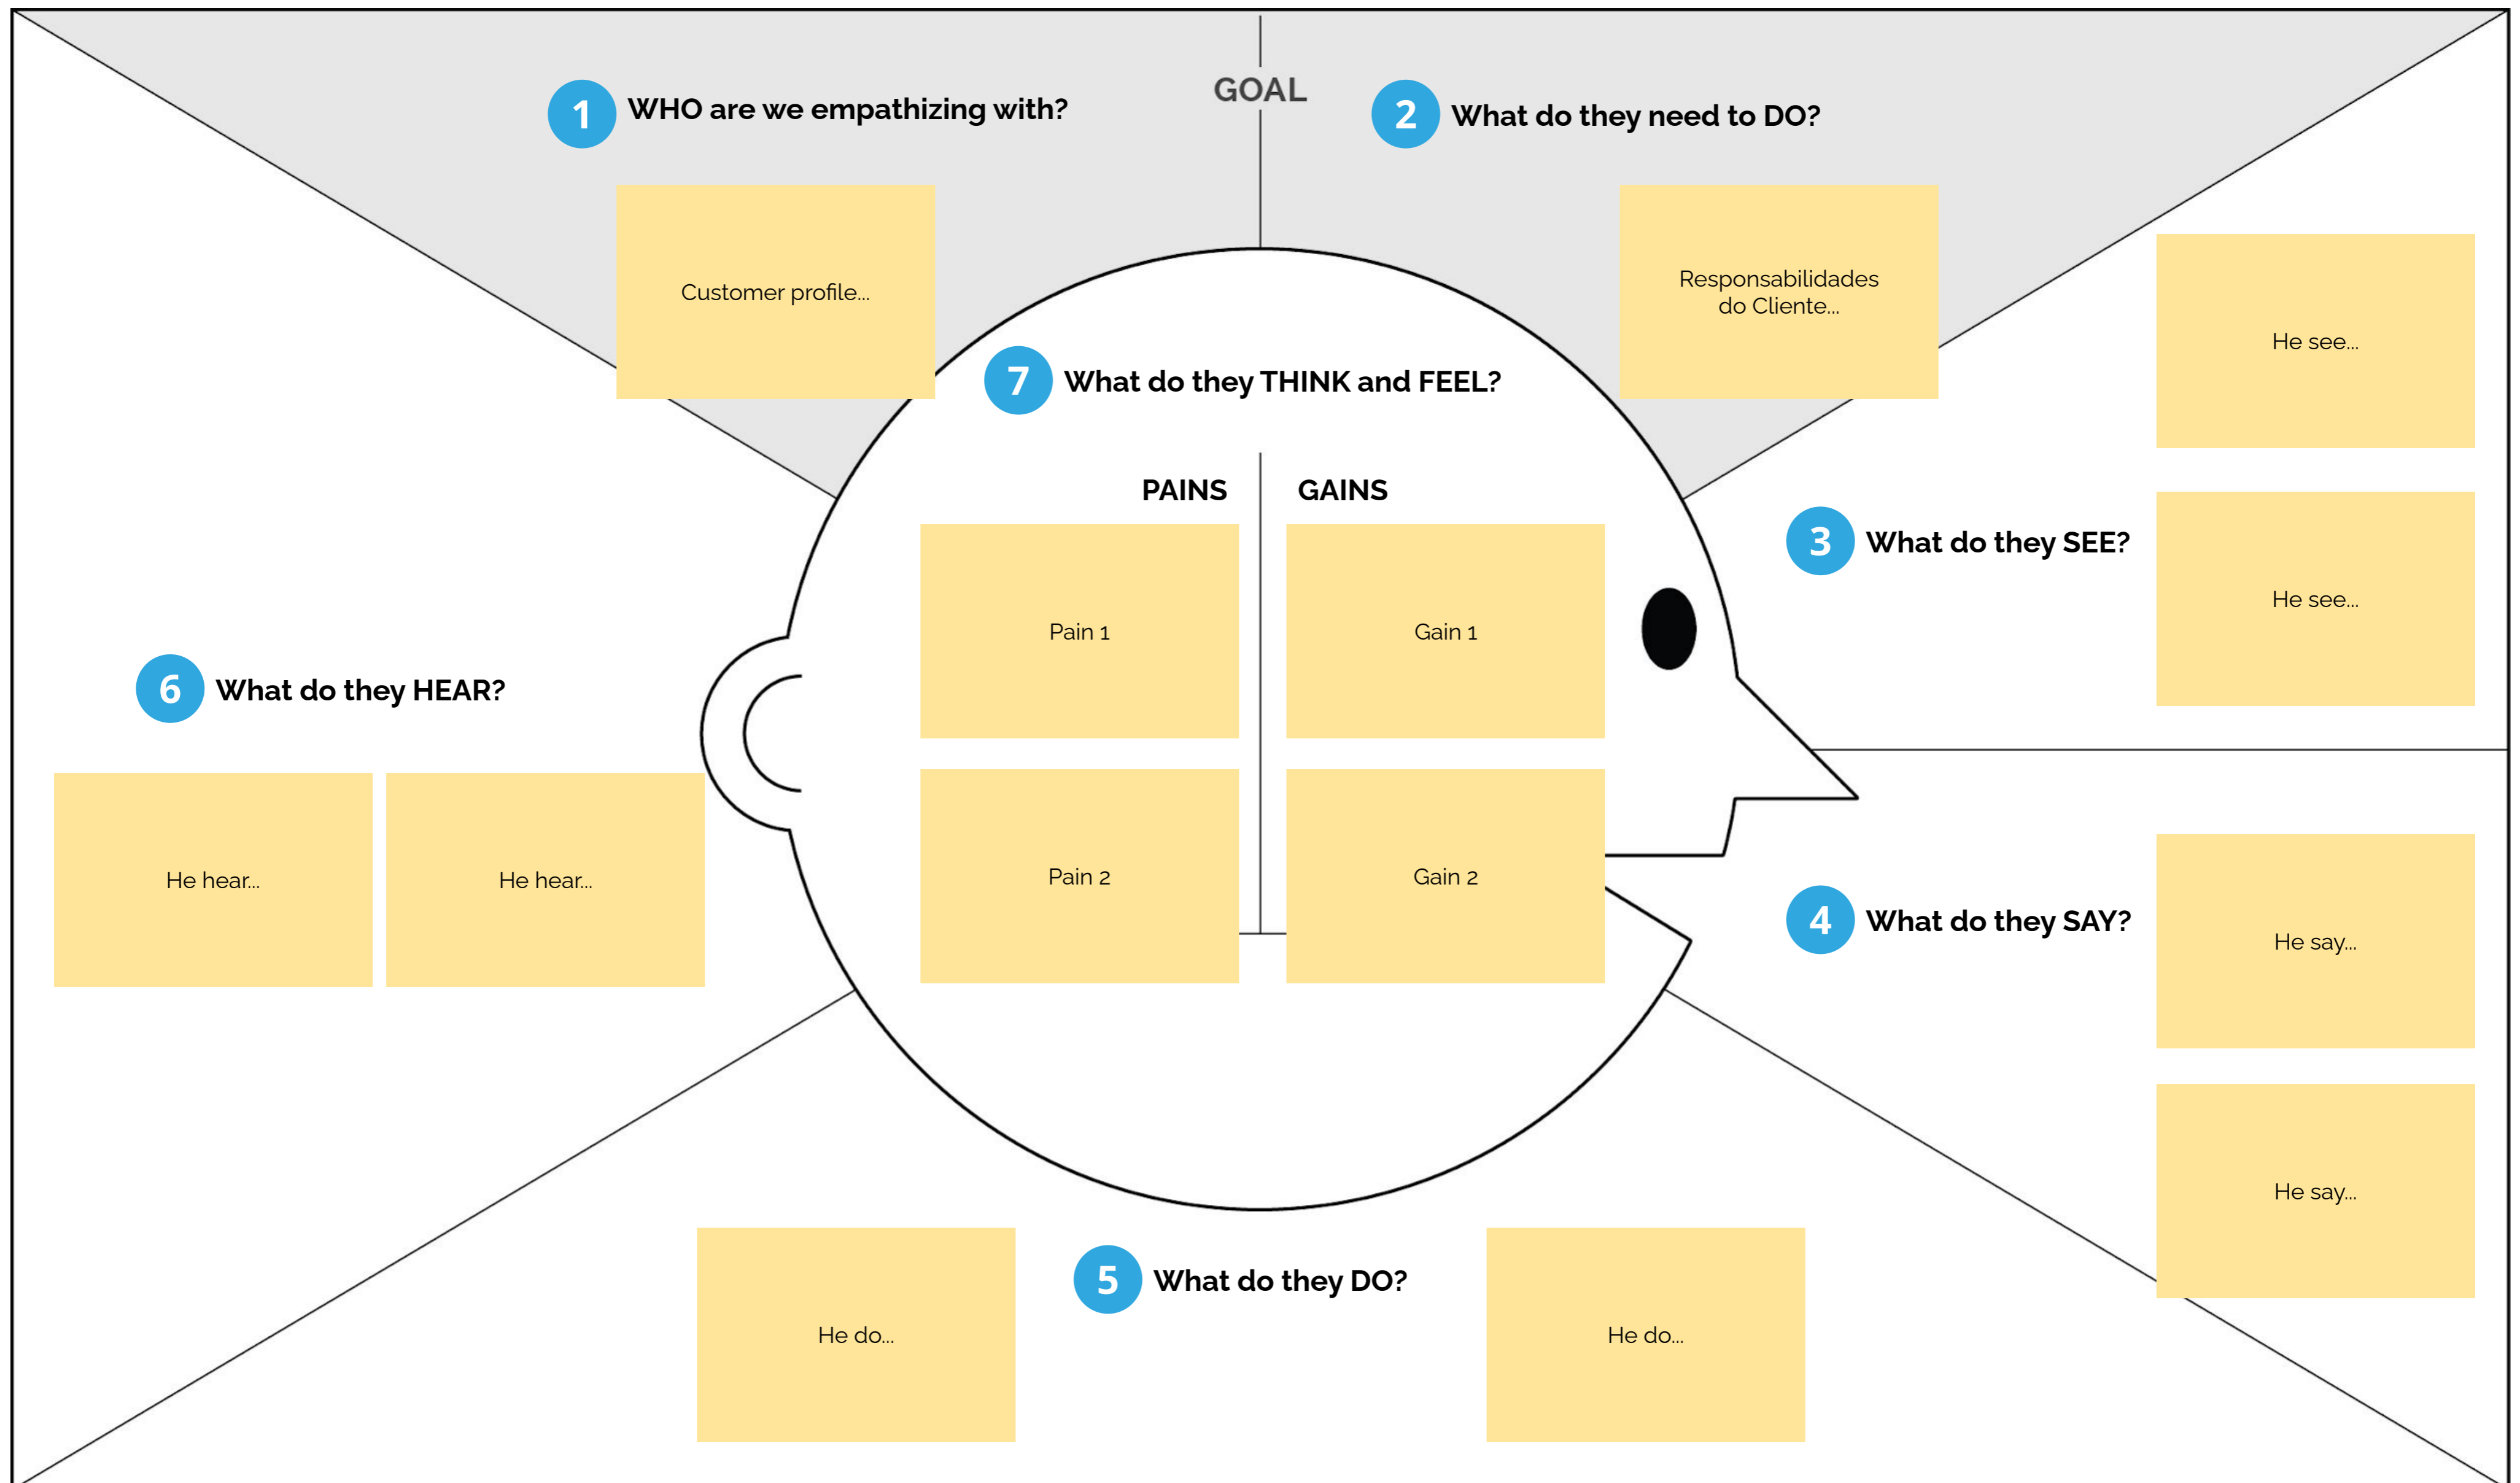 GOAL
1 WHO are we empathizing with?
Customer profile...
2 What do they need to DO?
Responsabilidades
do Cliente...
3 What do they SEE?
He see...
He see...
4 What do they SAY?
He say...
He say...
5 What do they DO?
He do...
He do...
6 What do they HEAR?
He hear...
He hear...
7 What do they THINK and FEEL?
PAINS
Pain 1
Pain 2
GAINS
Gain 1
Gain 2